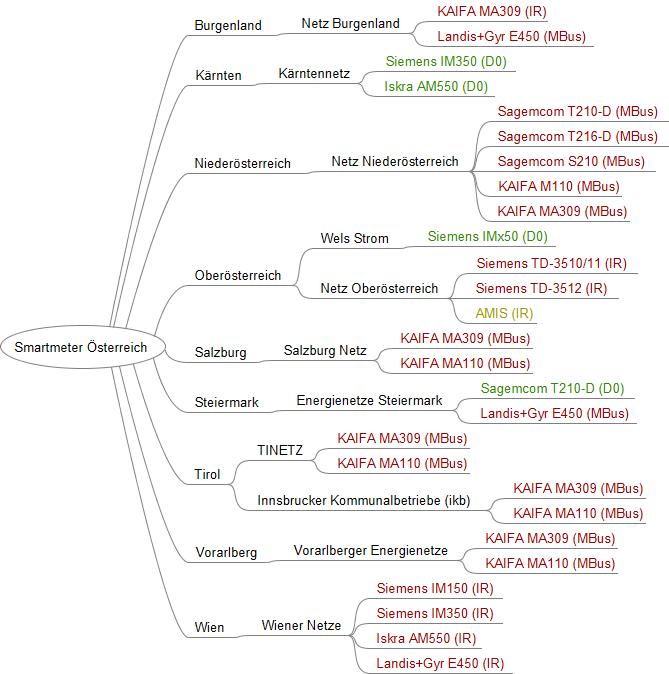 Smartmeter Österreich
Burgenland
Netz Burgenland
KAIFA MA309 (IR)
Landis+Gyr E450 (MBus)
Kärnten
Kärntennetz
Siemens IM350 (D0)
Iskra AM550 (D0)
Niederösterreich
Netz Niederösterreich
Sagemcom T210-D (MBus)
Sagemcom T216-D (MBus)
Sagemcom S210 (MBus)
KAIFA M110 (MBus)
KAIFA MA309 (MBus)
Oberösterreich
Wels Strom
Siemens IMx50 (D0)
Netz Oberösterreich
Siemens TD-3510/11 (IR)
Siemens TD-3512 (IR)
AMIS (IR)
Salzburg
Salzburg Netz
KAIFA MA309 (MBus)
KAIFA MA110 (MBus)
Steiermark
Energienetze Steiermark
Sagemcom T210-D (D0)
Landis+Gyr E450 (MBus)
Tirol
TINETZ
KAIFA MA309 (MBus)
KAIFA MA110 (MBus)
Innsbrucker Kommunalbetriebe (ikb)
KAIFA MA309 (MBus)
KAIFA MA110 (MBus)
Vorarlberg
Vorarlberger Energienetze
KAIFA MA309 (MBus)
KAIFA MA110 (MBus)
Wien
Wiener Netze
Siemens IM150 (IR)
Siemens IM350 (IR)
Iskra AM550 (IR)
Landis+Gyr E450 (IR)